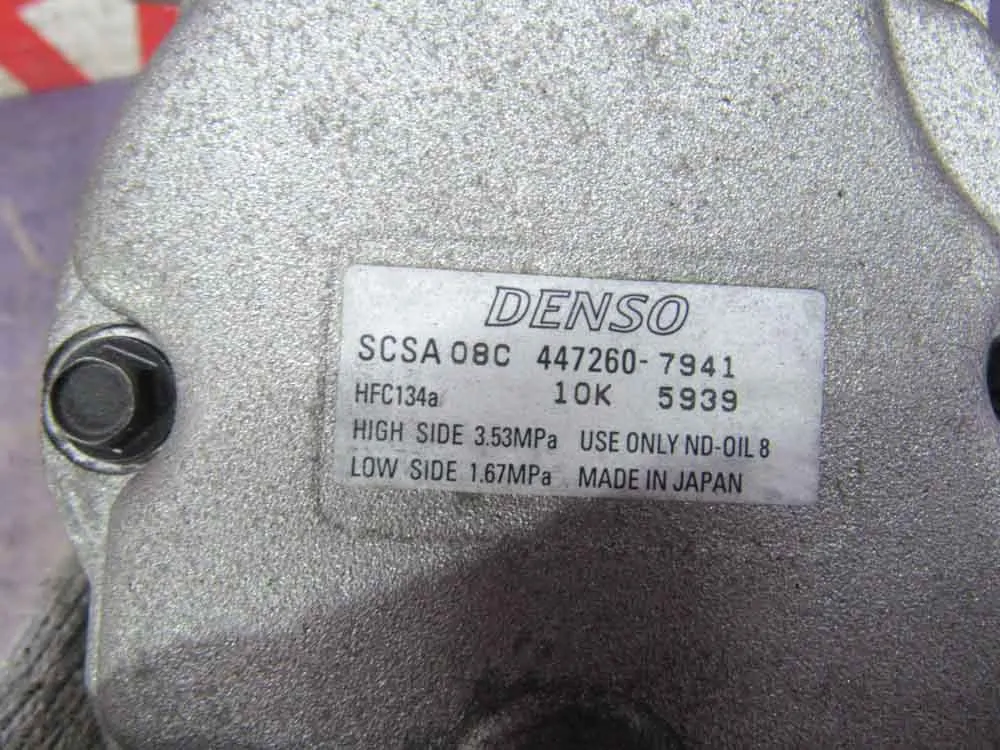 DENSO
SCSA 08C 447260-7941
HFC134a 10K 5939
HIGH SIDE 3.53MPa USE ONLY ND-OIL 8
LOW SIDE 1.67MPa MADE IN JAPAN